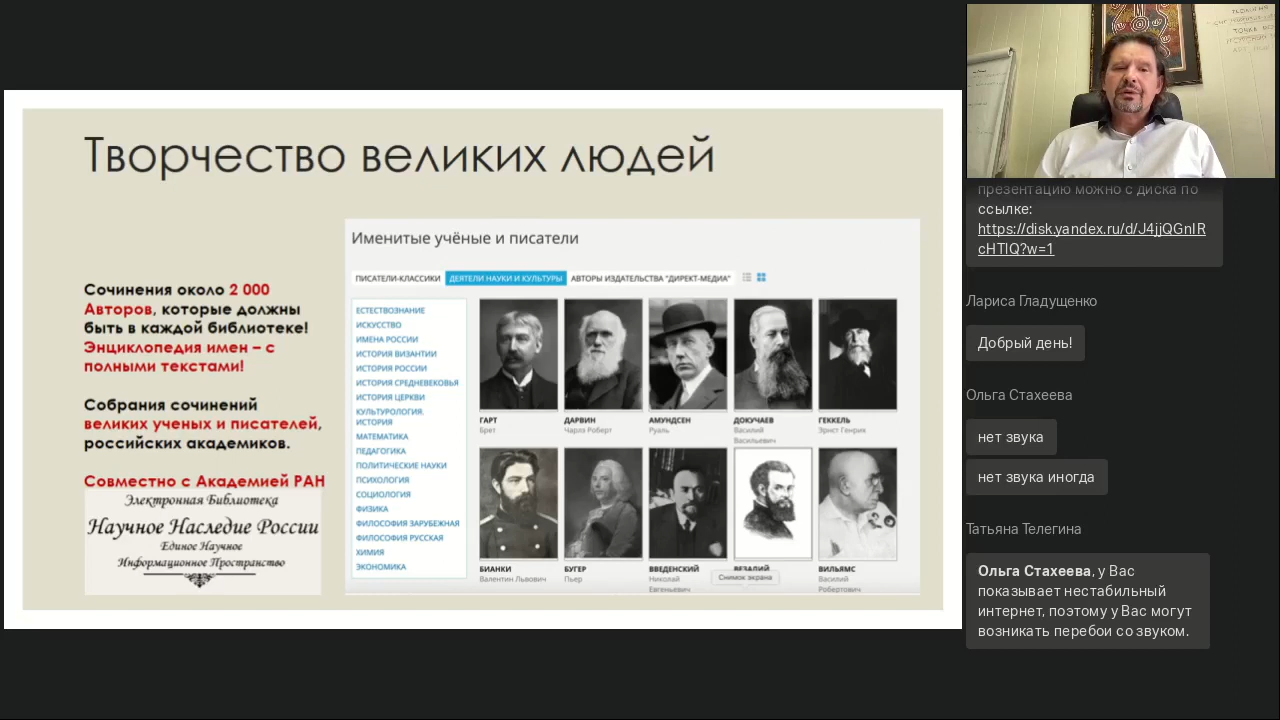 Творчество великих людей
Сочинения около 2 000
Авторов, которые должны
быть в каждой библиотеке!
Энциклопедия имен – с
полными текстами!
Собрания сочинений
великих ученых и писателей,
российских академиков.
Совместно с Академией РАН
Электронная Библиотека
Научное Наследие России
Единое Научное
Информационное Пространство
Именитые учёные и писатели
ПИСАТЕЛИ-КЛАССИКИ ДЕЯТЕЛИ НАУКИ И КУЛЬТУРЫ АВТОРЫ ИЗДАТЕЛЬСТВА "ДИРЕКТ-МЕДИА"
ЕСТЕСТВОЗНАНИЕ
ИСКУССТВО
ИМЕНА РОССИИ
ИСТОРИЯ ВИЗАНТИИ
ИСТОРИЯ РОССИИ
ИСТОРИЯ СРЕДНЕВЕКОВЬЯ
ИСТОРИЯ ЦЕРКВИ
КУЛЬТУРОЛОГИЯ.
ИСТОРИЯ
МАТЕМАТИКА
ПЕДАГОГИКА
ПОЛИТИЧЕСКИЕ НАУКИ
ПСИХОЛОГИЯ
СОЦИОЛОГИЯ
ФИЗИКА
ФИЛОСОФИЯ ЗАРУБЕЖНАЯ
ФИЛОСОФИЯ РУССКАЯ
ХИМИЯ
ЭКОНОМИКА
ГАРТ
Брет
ДАРВИН
Чарлз Роберт
АМУНДСЕН
Руаль
ДОКУЧАЕВ
Василий
Васильевич
ГЕККЕЛЬ
Эрнст Генрик
БИАНКИ
Валентин Львович
БУГЕР
Пьер
ВВЕДЕНСКИЙ
Николай
Евгеньевич
ВЕЗАЛИЙ
Снимок экрана
ВИЛЬЯМС
Василий
Робертович
презентацию можно с диска по
ссылке:
https://disk.yandex.ru/d/J4jjQGnIR
cHTIQ?w=1
Лариса Гладущенко
Добрый день!
Ольга Стахеева
нет звука
нет звука иногда
Татьяна Телегина
Ольга Стахеева, у Вас
показывает нестабильный
интернет, поэтому у Вас могут
возникать перебои со звуком.